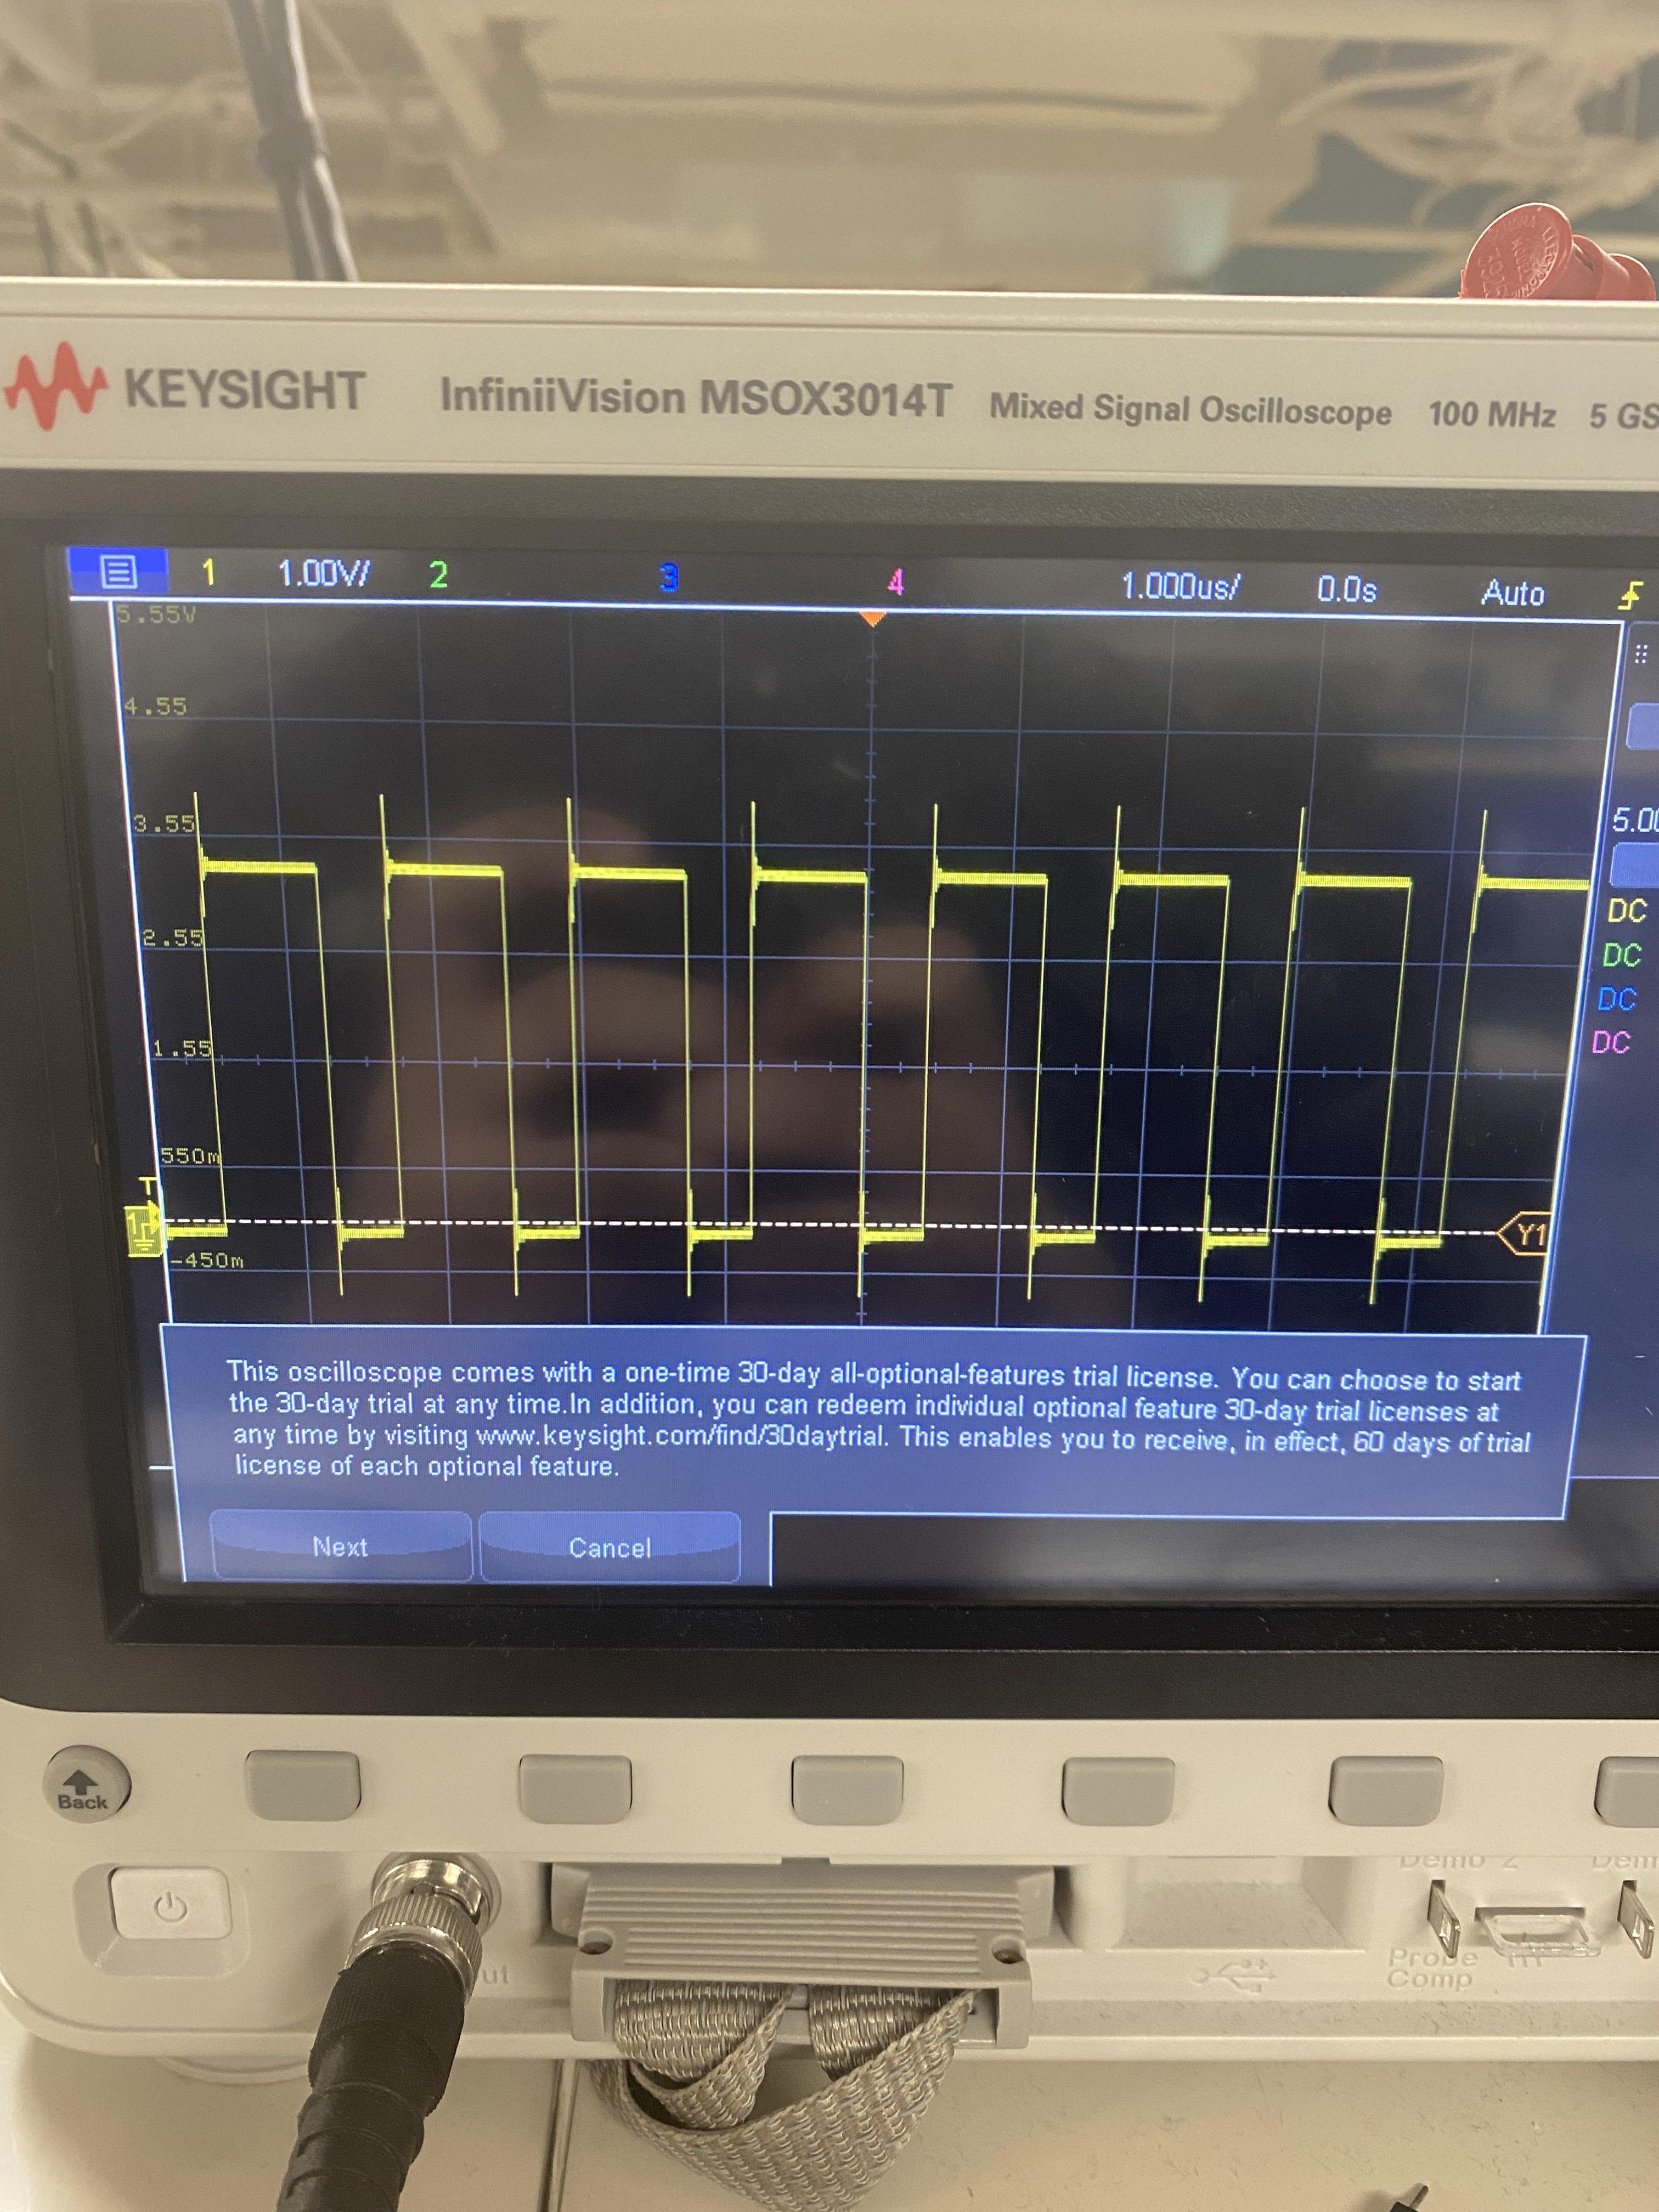 KEYSIGHT InfiniiVision MSOX3014T Mixed Signal Oscilloscope 100 MHz 5 GS
1 1.00V/ 2 3 4 1.000us/ 0.0s Auto
5.55V
4.55
3.55
5.00
2.55
DC
DC
DC
DC
1.55
550m
T
1
Y1
-450m
This oscilloscope comes with a one-time 30-day all-optional-features trial license. You can choose to start
the 30-day trial at any time.In addition, you can redeem individual optional feature 30-day trial licenses at
any time by visiting www.keysight.com/find/30daytrial. This enables you to receive, in effect, 60 days of trial
license of each optional feature.
Next Cancel
Back
Demo 2
Probe
Comp